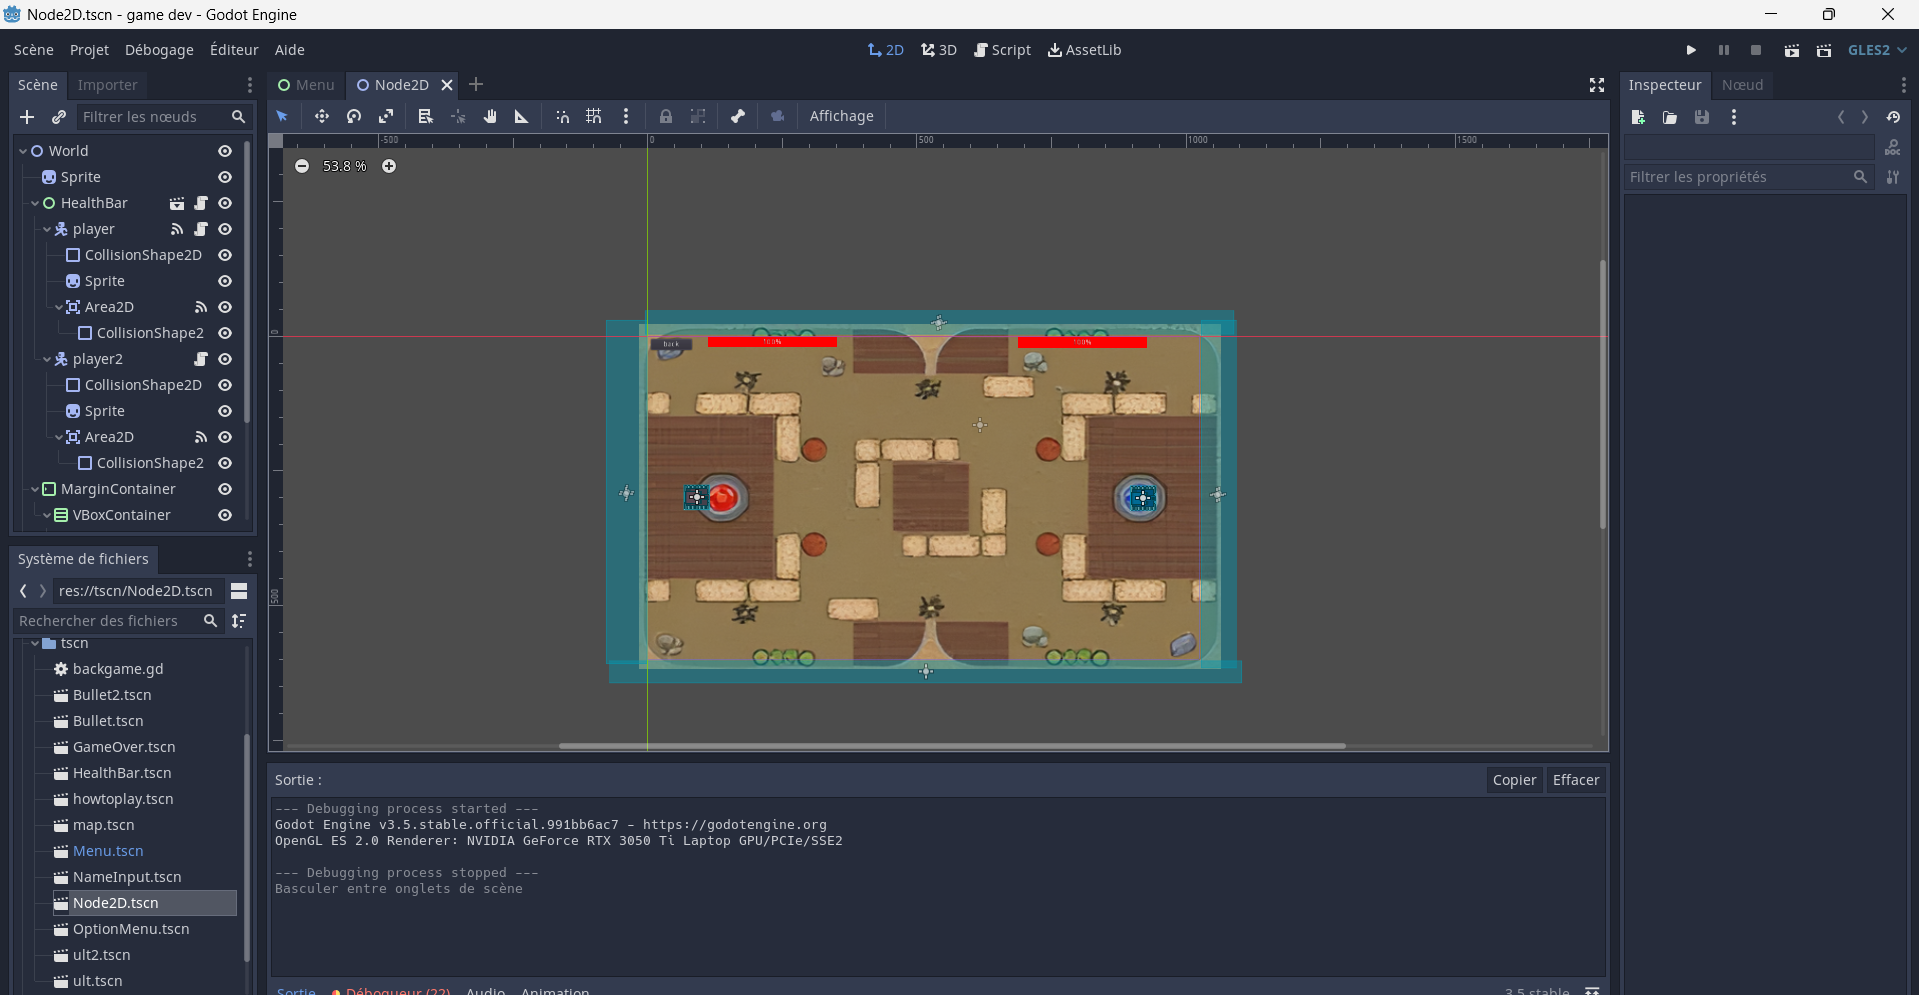 Node2D.tscn - game dev - Godot Engine
Scène Projet Débogage Éditeur Aide
2D 3D Script AssetLib
GLES2
Scène Importer
Filtrer les nœuds
World
Sprite
HealthBar
player
CollisionShape2D
Sprite
Area2D
CollisionShape2
player2
CollisionShape2D
Sprite
Area2D
CollisionShape2
MarginContainer
VBoxContainer
Système de fichiers
res://tscn/Node2D.tscn
Rechercher des fichiers
tscn
backgame.gd
Bullet2.tscn
Bullet.tscn
GameOver.tscn
HealthBar.tscn
howtoplay.tscn
map.tscn
Menu.tscn
NameInput.tscn
Node2D.tscn
OptionMenu.tscn
ult2.tscn
ult.tscn
Menu Node2D
Affichage
-500 0 500 1000 1500
0
500
53.8 %
back 100% 100%
Sortie :
Copier Effacer
--- Debugging process started ---
Godot Engine v3.5.stable.official.991bb6ac7 - https://godotengine.org
OpenGL ES 2.0 Renderer: NVIDIA GeForce RTX 3050 Ti Laptop GPU/PCIe/SSE2
--- Debugging process stopped ---
Basculer entre onglets de scène
Sortie Débogueur (22) Audio Animation
3.5.stable
Inspecteur Nœud
DOC
Filtrer les propriétés